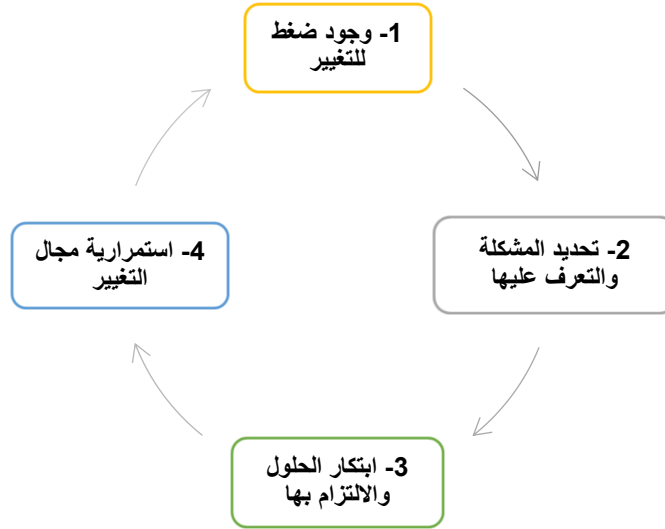 1- وجود ضغط
للتغيير
2- تحديد المشكلة
والتعرف عليها
3- ابتكار الحلول
والالتزام بها
4- استمرارية مجال
التغيير